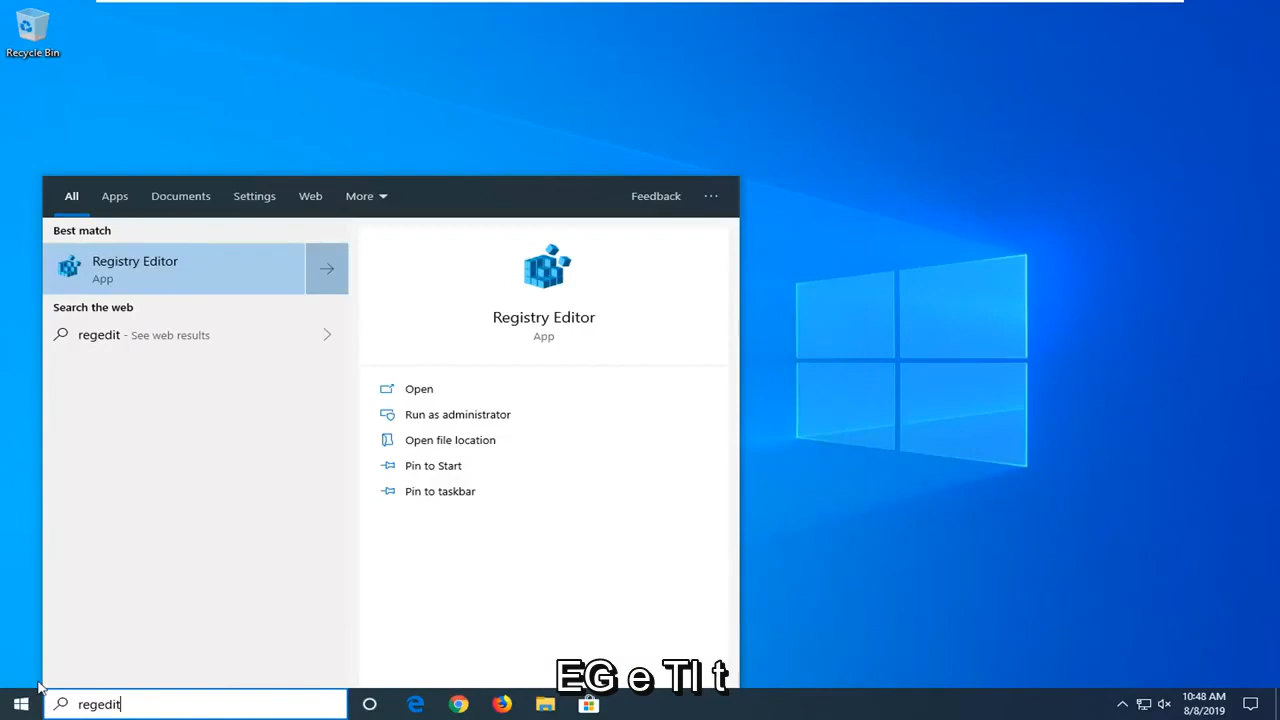 Recycle Bin
All Apps Documents Settings Web More Feedback ...
Best match
Registry Editor
App
Search the web
regedit - See web results
Registry Editor
App
Open
Run as administrator
Open file location
Pin to Start
Pin to taskbar
EG e TI t
regedit
10:48 AM
8/8/2019